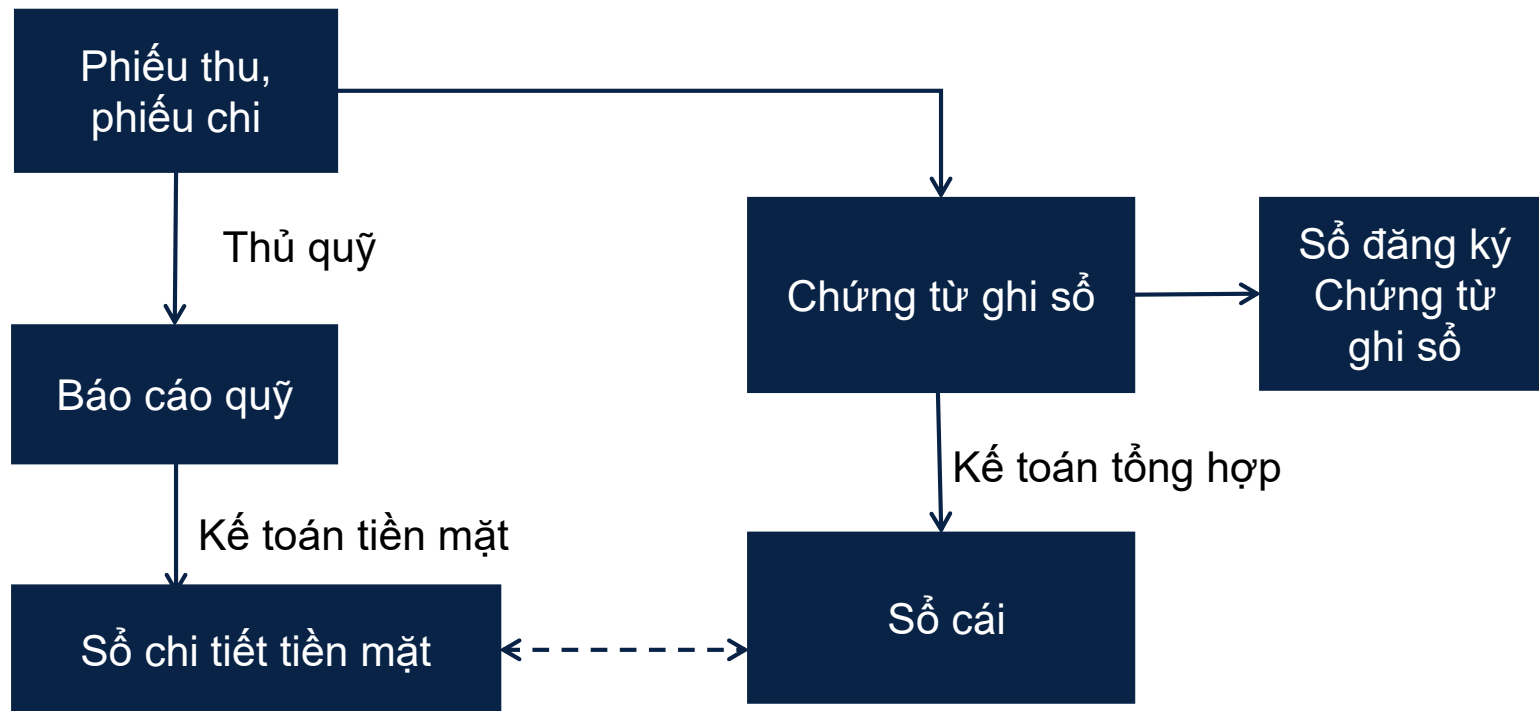 Phiếu thu,
phiếu chi
Thủ quỹ
Báo cáo quỹ
Kế toán tiền mặt
Sổ chi tiết tiền mặt
Chứng từ ghi sổ
Sổ đăng ký
Chứng từ
ghi sổ
Kế toán tổng hợp
Sổ cái